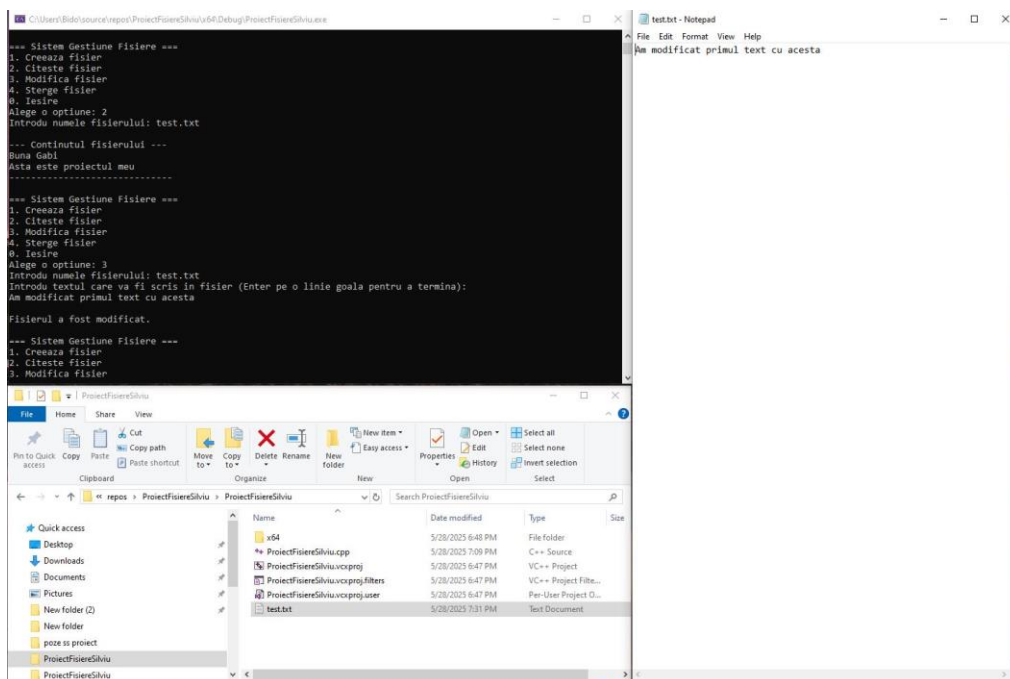 C:\Users\Bido\source\repos\ProiectFisiereSilviu\x64\Debug\ProiectFisiereSilviu.exe
=== Sistem Gestiune Fisiere ===
1. Creeaza fisier
2. Citeste fisier
3. Modifica fisier
4. Sterge fisier
0. Iesire
Alege o optiune: 2
Introdu numele fisierului: test.txt
--- Continutul fisierului ---
Buna Gabi
Asta este proiectul meu
------------------------------
=== Sistem Gestiune Fisiere ===
1. Creeaza fisier
2. Citeste fisier
3. Modifica fisier
4. Sterge fisier
0. Iesire
Alege o optiune: 3
Introdu numele fisierului: test.txt
Introdu textul care va fi scris in fisier (Enter pe o linie goala pentru a termina):
Am modificat primul text cu acesta
Fisierul a fost modificat.
=== Sistem Gestiune Fisiere ===
1. Creeaza fisier
2. Citeste fisier
3. Modifica fisier
test.txt - Notepad
File Edit Format View Help
Am modificat primul text cu acesta
ProiectFisiereSilviu
File Home Share View
Pin to Quick access
Copy
Paste
Cut
Copy path
Paste shortcut
Clipboard
Move to
Copy to
Delete
Rename
Organize
New folder
New item
Easy access
New
Properties
Open
Edit
History
Open
Select all
Select none
Invert selection
Select
« repos > ProiectFisiereSilviu > ProiectFisiereSilviu
Search ProiectFisiereSilviu
Quick access
Desktop
Downloads
Documents
Pictures
New folder (2)
New folder
poze ss proiect
ProiectFisiereSilviu
ProiectFisiereSilviu
Name Date modified Type Size
x64 5/28/2025 6:48 PM File folder
ProiectFisiereSilviu.cpp 5/28/2025 7:09 PM C++ Source
ProiectFisiereSilviu.vcxproj 5/28/2025 6:47 PM VC++ Project
ProiectFisiereSilviu.vcxproj.filters 5/28/2025 6:47 PM VC++ Project Filte...
ProiectFisiereSilviu.vcxproj.user 5/28/2025 6:47 PM Per-User Project O...
test.txt 5/28/2025 7:31 PM Text Document